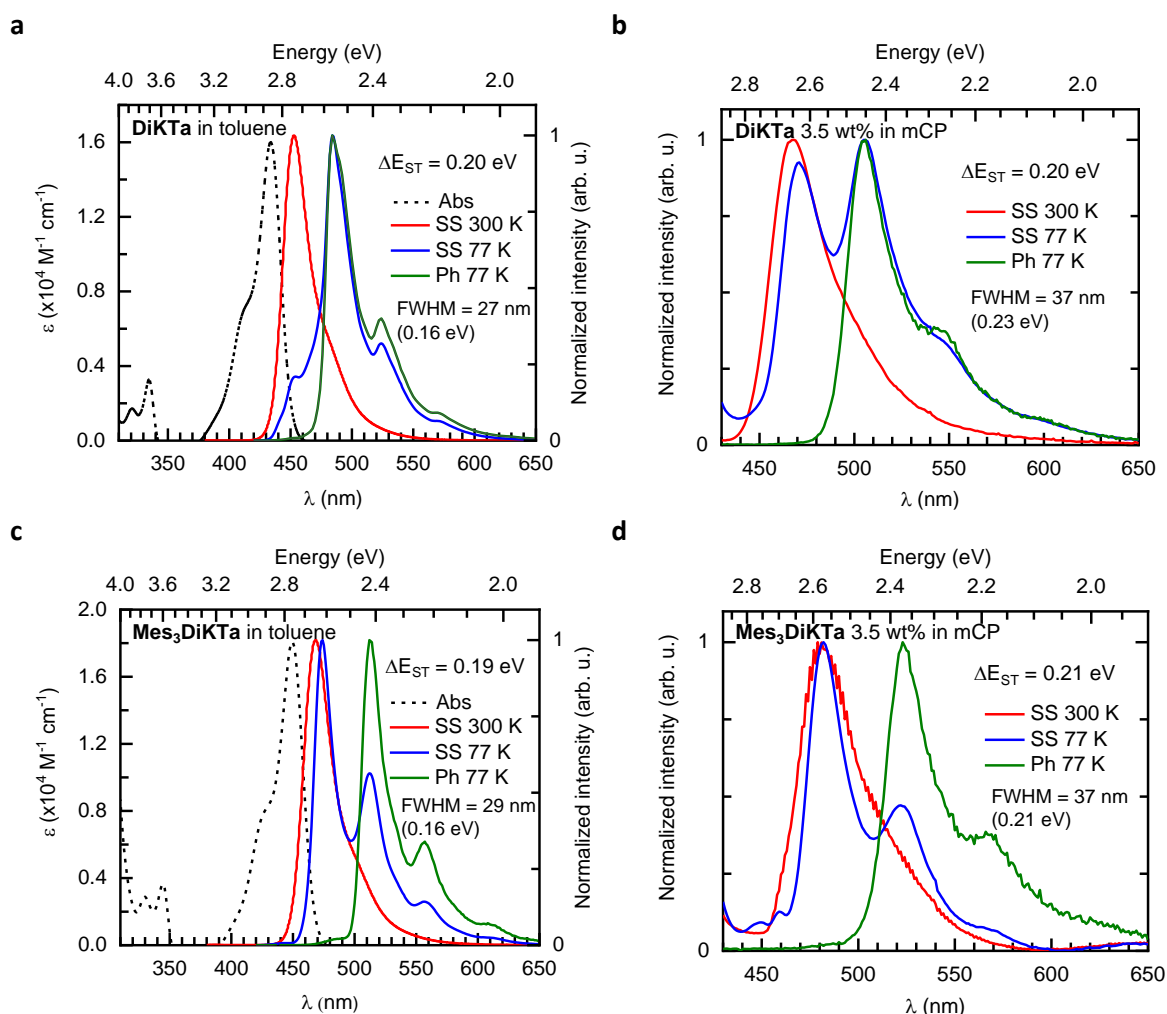 a
Energy (eV)
4.0 3.6 3.2 2.8 2.4 2.0
DiKTa in toluene
ΔE_ST = 0.20 eV
Abs
SS 300 K
SS 77 K
Ph 77 K
FWHM = 27 nm
(0.16 eV)
ε (x10⁴ M⁻¹ cm⁻¹)
1.6
1.2
0.8
0.4
0.0
1
0
Normalized intensity (arb. u.)
350 400 450 500 550 600 650
λ (nm)
b
Energy (eV)
2.8 2.6 2.4 2.2 2.0
DiKTa 3.5 wt% in mCP
ΔE_ST = 0.20 eV
SS 300 K
SS 77 K
Ph 77 K
FWHM = 37 nm
(0.23 eV)
Normalized intensity (arb. u.)
1
0
450 500 550 600 650
λ (nm)
c
Energy (eV)
4.0 3.6 3.2 2.8 2.4 2.0
Mes₃DiKTa in toluene
ΔE_ST = 0.19 eV
Abs
SS 300 K
SS 77 K
Ph 77 K
FWHM = 29 nm
(0.16 eV)
ε (x10⁴ M⁻¹ cm⁻¹)
2.0
1.6
1.2
0.8
0.4
0.0
1
0
Normalized intensity (arb. u.)
350 400 450 500 550 600 650
λ (nm)
d
Energy (eV)
2.8 2.6 2.4 2.2 2.0
Mes₃DiKTa 3.5 wt% in mCP
ΔE_ST = 0.21 eV
SS 300 K
SS 77 K
Ph 77 K
FWHM = 37 nm
(0.21 eV)
Normalized intensity (arb. u.)
1
0
450 500 550 600 650
λ (nm)